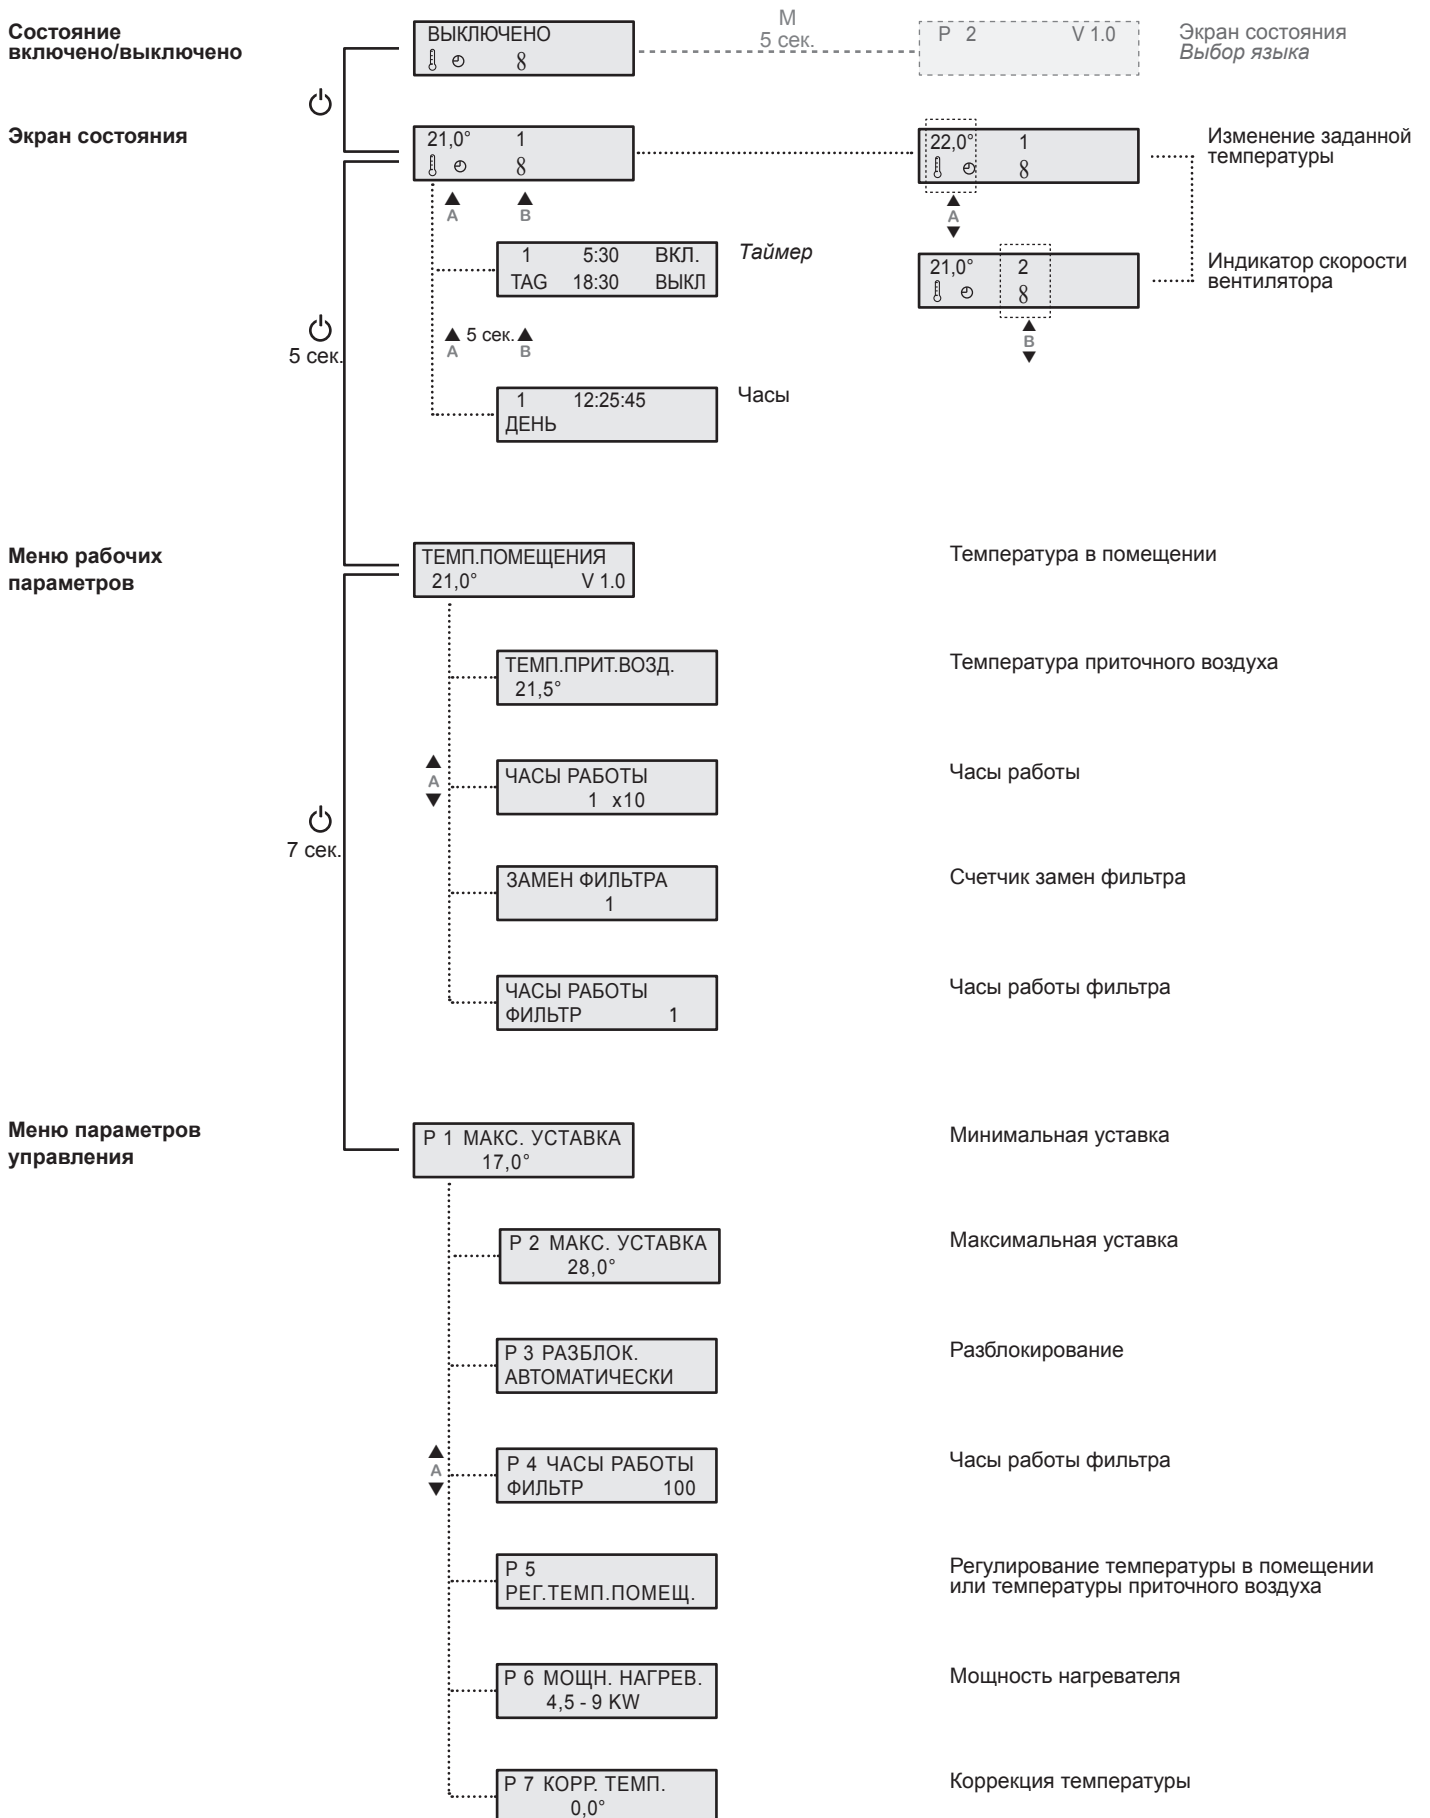 Состояние
включено/выключено
ВЫКЛЮЧЕНО
8
M
5 сек.
P 2 V 1.0
Экран состояния
Выбор языка
Экран состояния
21,0° 1
8
A B
22,0° 1
8
A
Изменение заданной
температуры
1 5:30 ВКЛ.
TAG 18:30 ВЫКЛ
Таймер
21,0° 2
8
B
Индикатор скорости
вентилятора
5 сек.
A 5 сек. B
1 12:25:45
ДЕНЬ
Часы
Меню рабочих
параметров
ТЕМП.ПОМЕЩЕНИЯ
21,0° V 1.0
Температура в помещении
ТЕМП.ПРИТ.ВОЗД.
21,5°
Температура приточного воздуха
A
ЧАСЫ РАБОТЫ
1 x10
Часы работы
7 сек.
ЗАМЕН ФИЛЬТРА
1
Счетчик замен фильтра
ЧАСЫ РАБОТЫ
ФИЛЬТР 1
Часы работы фильтра
Меню параметров
управления
P 1 МАКС. УСТАВКА
17,0°
Минимальная уставка
P 2 МАКС. УСТАВКА
28,0°
Максимальная уставка
P 3 РАЗБЛОК.
АВТОМАТИЧЕСКИ
Разблокирование
A
P 4 ЧАСЫ РАБОТЫ
ФИЛЬТР 100
Часы работы фильтра
P 5
РЕГ.ТЕМП.ПОМЕЩ.
Регулирование температуры в помещении
или температуры приточного воздуха
P 6 МОЩН. НАГРЕВ.
4,5 - 9 KW
Мощность нагревателя
P 7 КОРР. ТЕМП.
0,0°
Коррекция температуры